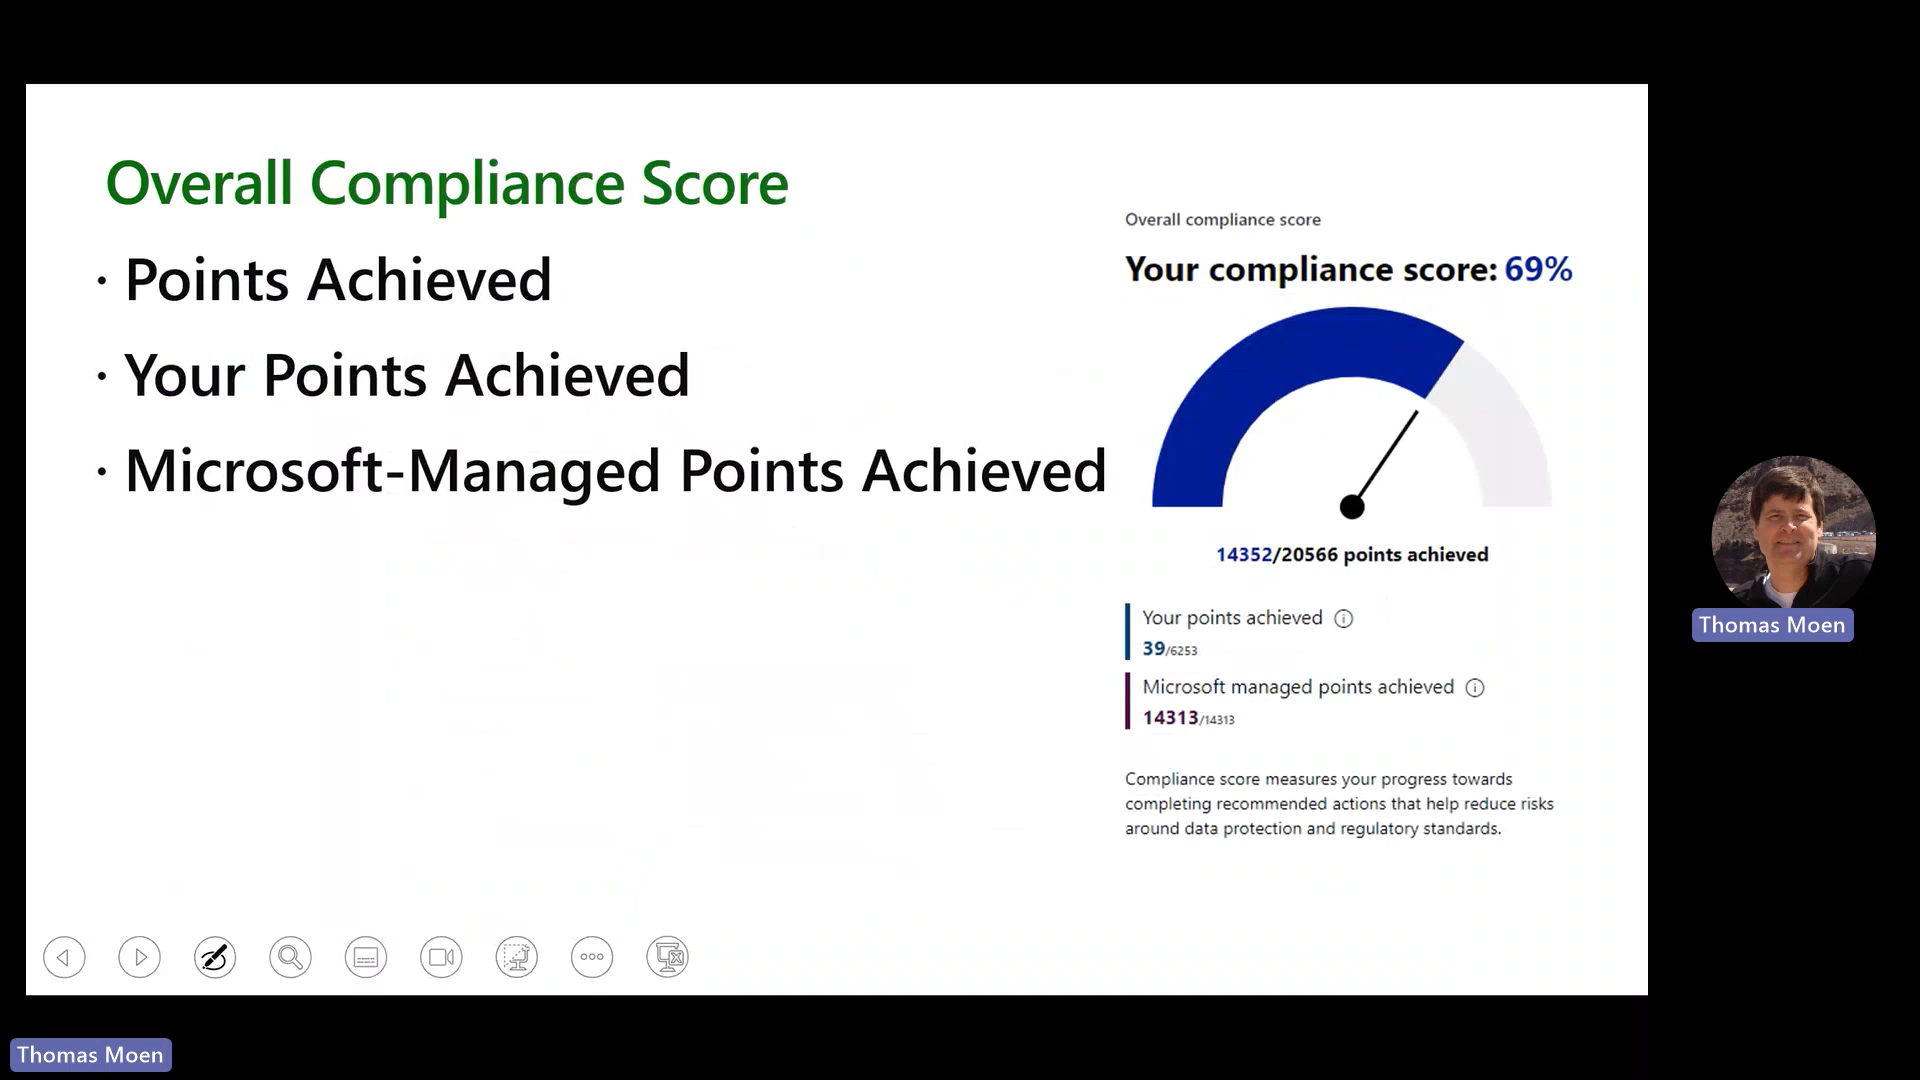 Overall Compliance Score
· Points Achieved
· Your Points Achieved
· Microsoft-Managed Points Achieved
Overall compliance score
Your compliance score: 69%
14352/20566 points achieved
Your points achieved
39/6253
Microsoft managed points achieved
14313/14313
Compliance score measures your progress towards
completing recommended actions that help reduce risks
around data protection and regulatory standards.
Thomas Moen
Thomas Moen